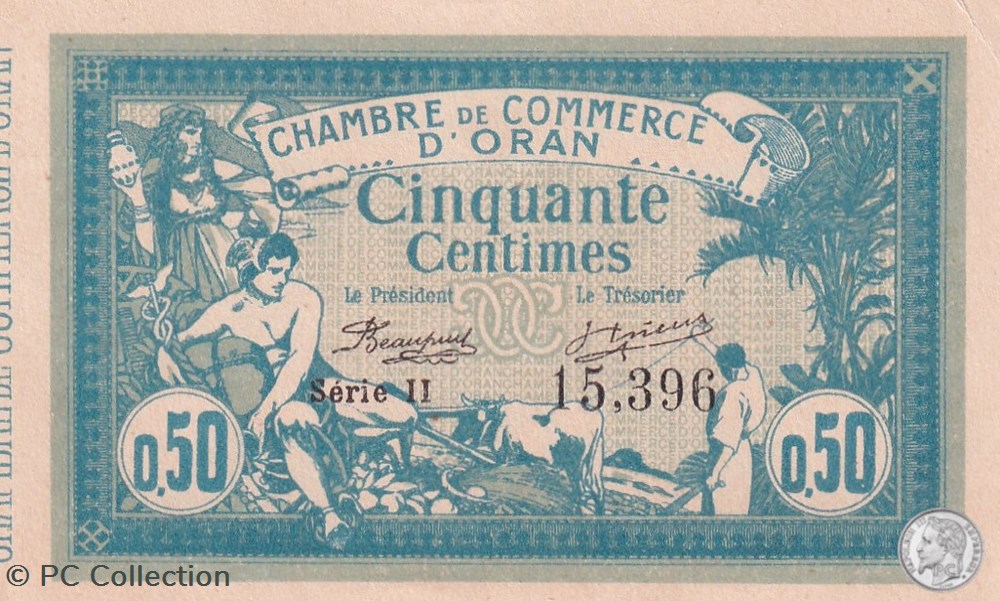 CHAMBRE DE COMMERCE
D'ORAN
Cinquante
Centimes
Le Président
Le Trésorier
Série II
15,396
0,50
0,50
© PC Collection